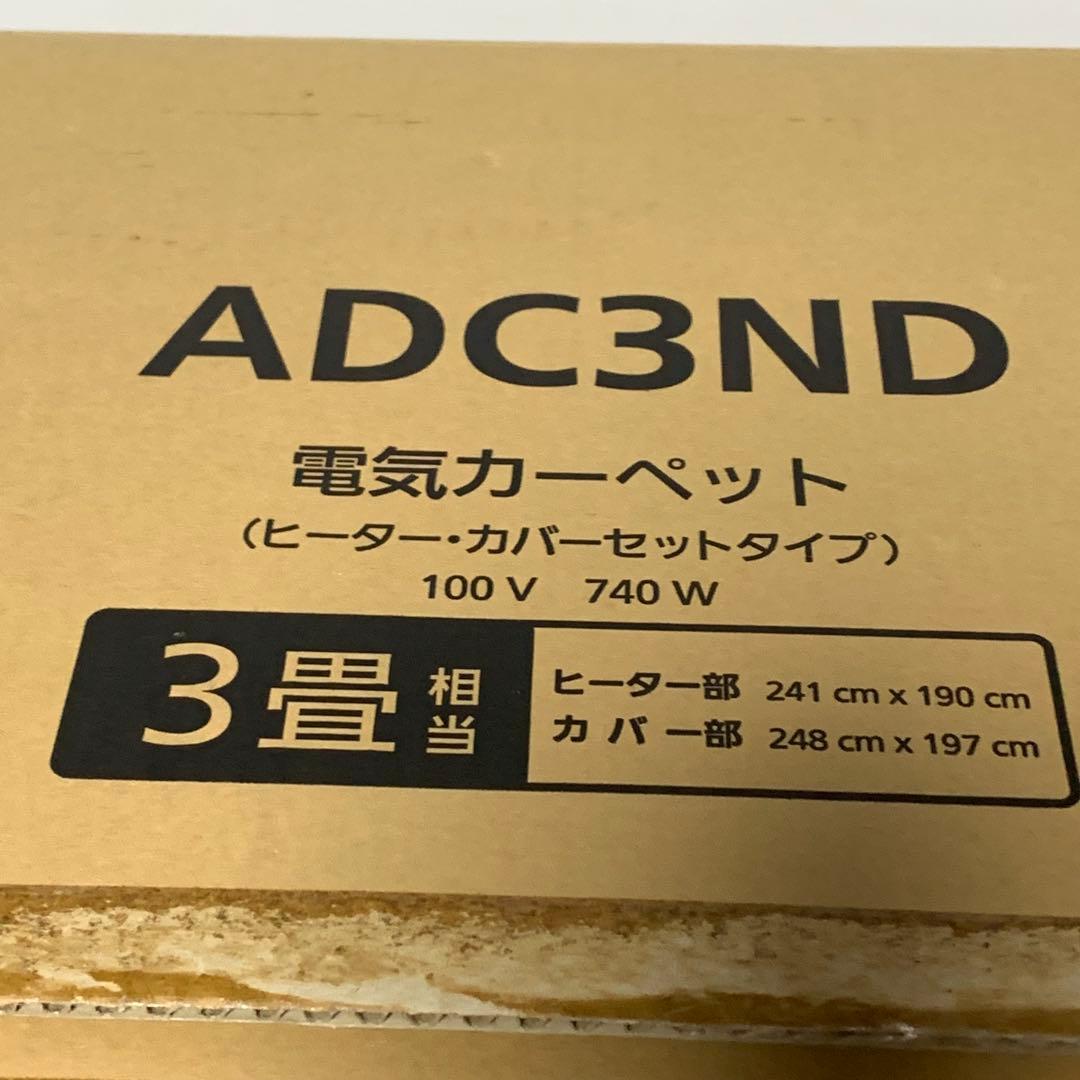 ADC3ND
電気カーペット
（ヒーター・カバーセットタイプ）
100 V 740 W
3畳相当
ヒーター部 241 cm x 190 cm
カバー部 248 cm x 197 cm